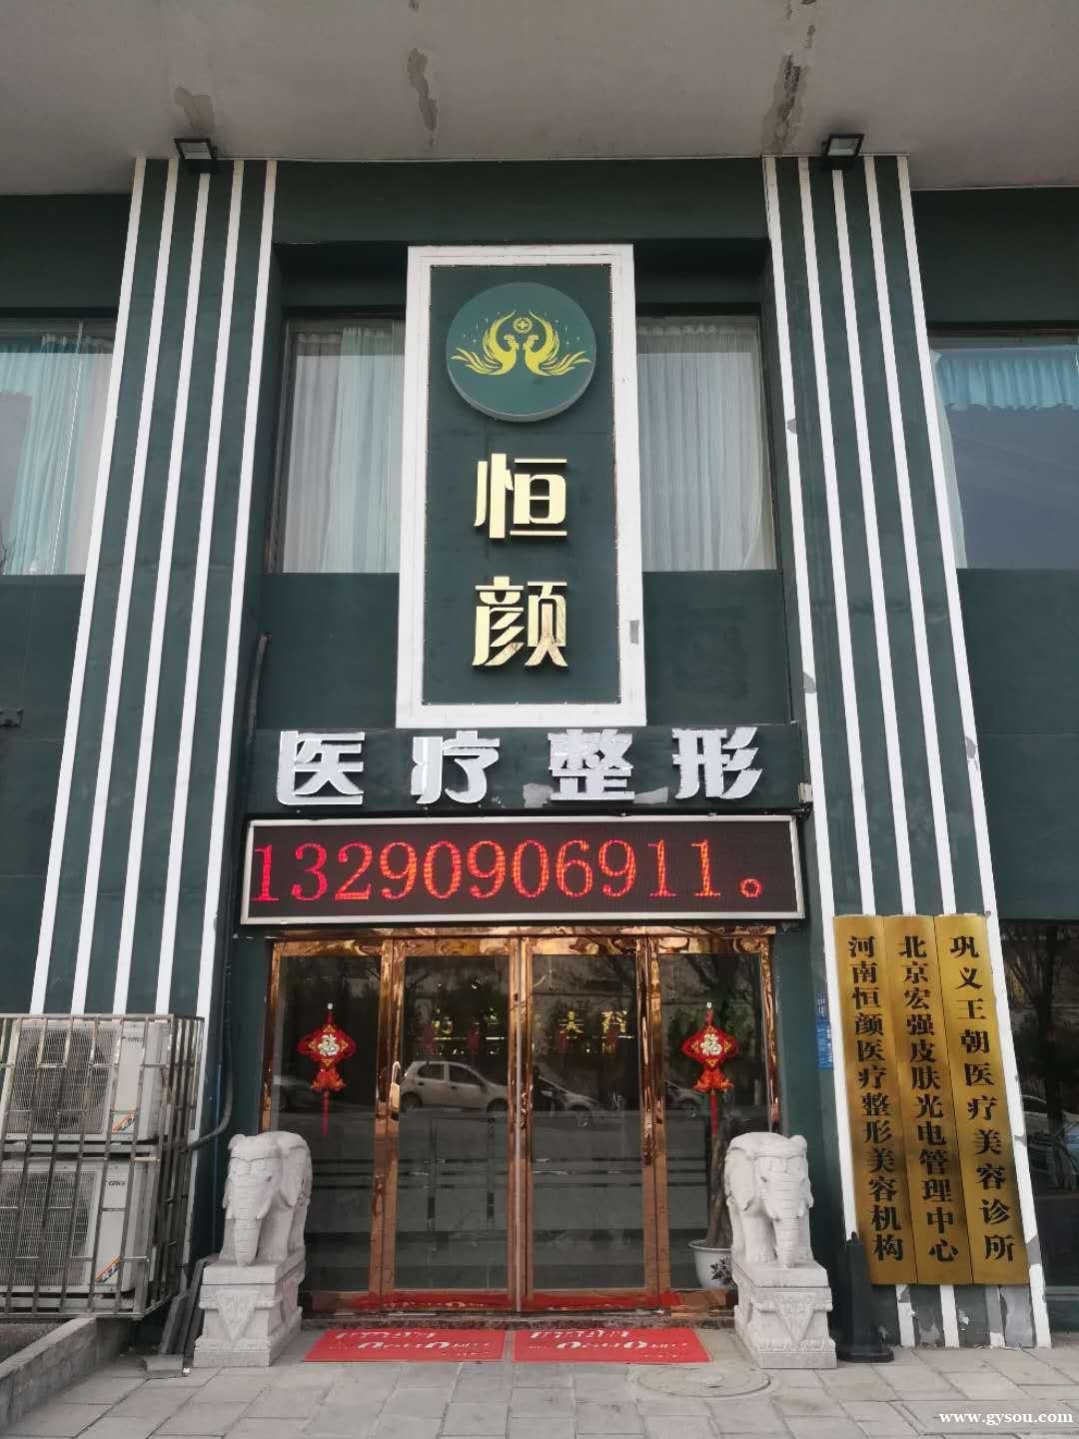 恒
颜
医疗整形
13290906911。
河南恒颜医疗整形美容机构
北京宏强皮肤光电管理中心
巩义王朝医疗美容诊所
www.gysou.com